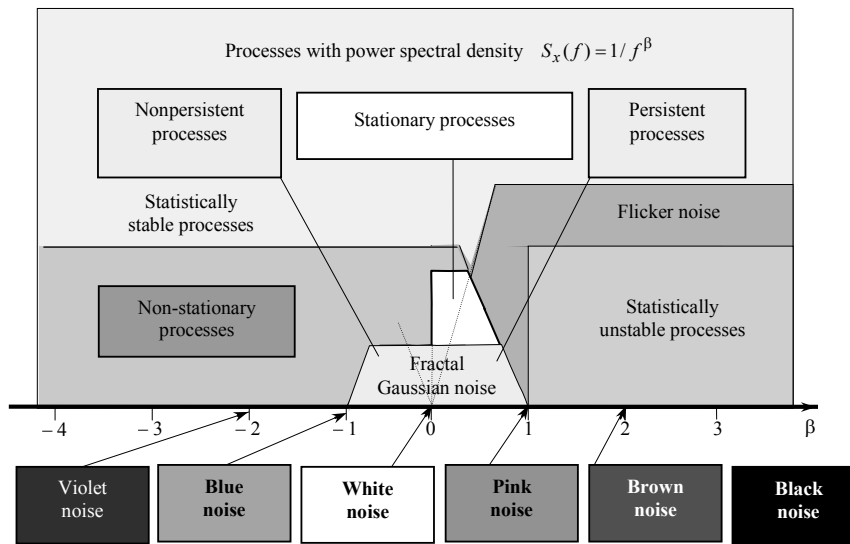 Processes with power spectral density Sₓ(f) = 1/f^β
Nonpersistent
processes
Stationary processes
Persistent
processes
Statistically
stable processes
Flicker noise
Non-stationary
processes
Statistically
unstable processes
Fractal
Gaussian noise
– 4 – 3 – 2 – 1 0 1 2 3 β
Violet
noise
Blue
noise
White
noise
Pink
noise
Brown
noise
Black
noise